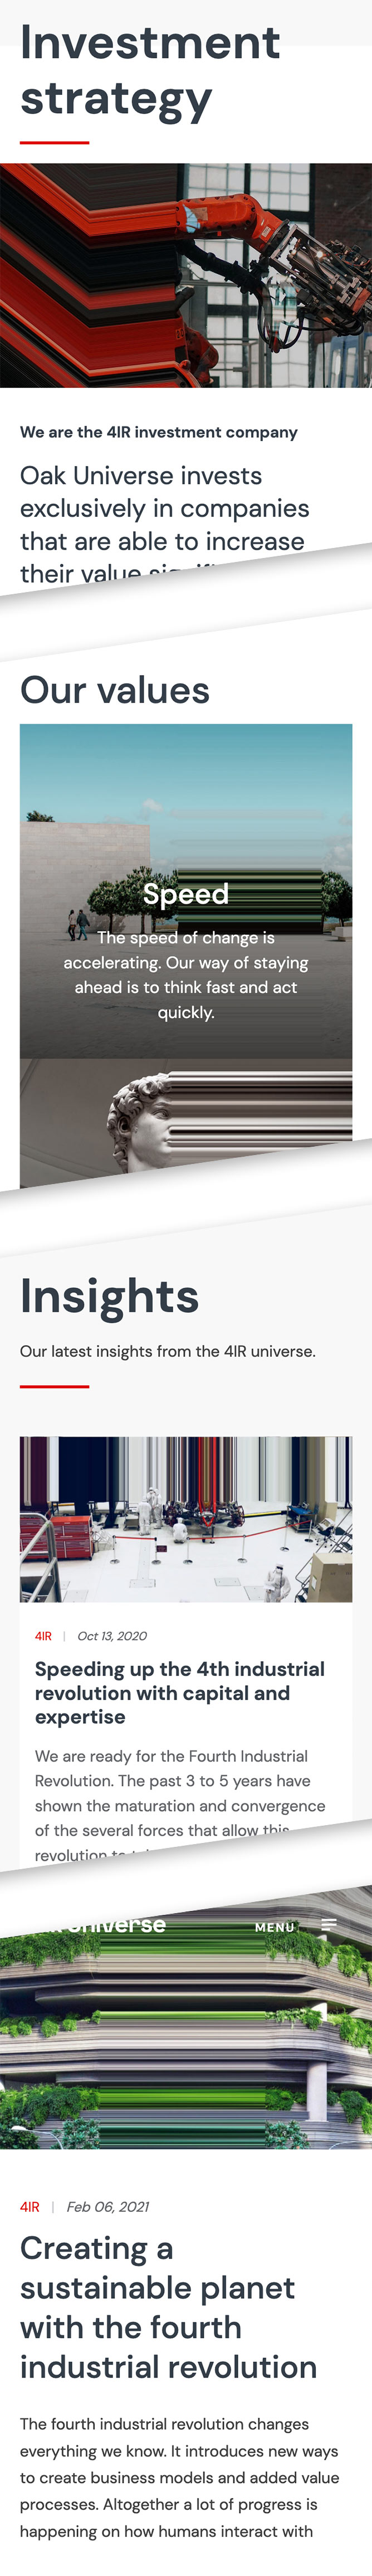 Investment
strategy
We are the 4IR investment company
Oak Universe invests
exclusively in companies
that are able to increase
their value
Our values
Speed
The speed of change is
accelerating. Our way of staying
ahead is to think fast and act
quickly.
Insights
Our latest insights from the 4IR universe.
4IR | Oct 13, 2020
Speeding up the 4th industrial
revolution with capital and
expertise
We are ready for the Fourth Industrial
Revolution. The past 3 to 5 years have
shown the maturation and convergence
of the several forces that allow this
revolution to
Universe
MENU
4IR | Feb 06, 2021
Creating a
sustainable planet
with the fourth
industrial revolution
The fourth industrial revolution changes
everything we know. It introduces new ways
to create business models and added value
processes. Altogether a lot of progress is
happening on how humans interact with